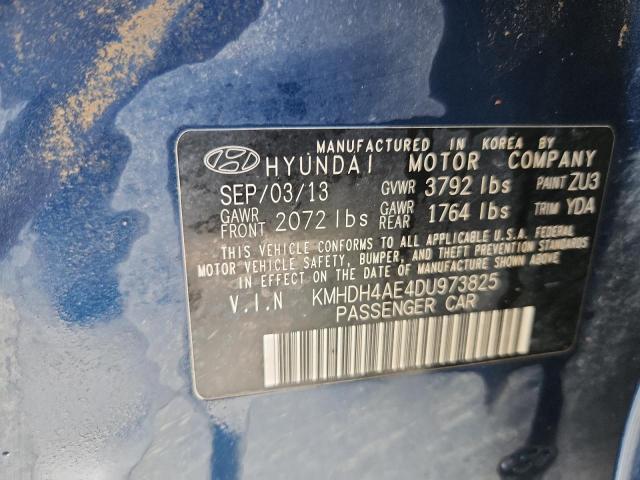 MANUFACTURED IN KOREA BY
HYUNDAI MOTOR COMPANY
SEP/03/13 GVWR 3792 lbs PAINT ZU3
GAWR FRONT 2072 lbs GAWR REAR 1764 lbs TRIM YDA
THIS VEHICLE CONFORMS TO ALL APPLICABLE U.S.A. FEDERAL
MOTOR VEHICLE SAFETY, BUMPER, AND THEFT PREVENTION STANDARDS
IN EFFECT ON THE DATE OF MANUFACTURE SHOWN ABOVE.
V.I.N KMHDH4AE4DU973825
PASSENGER CAR